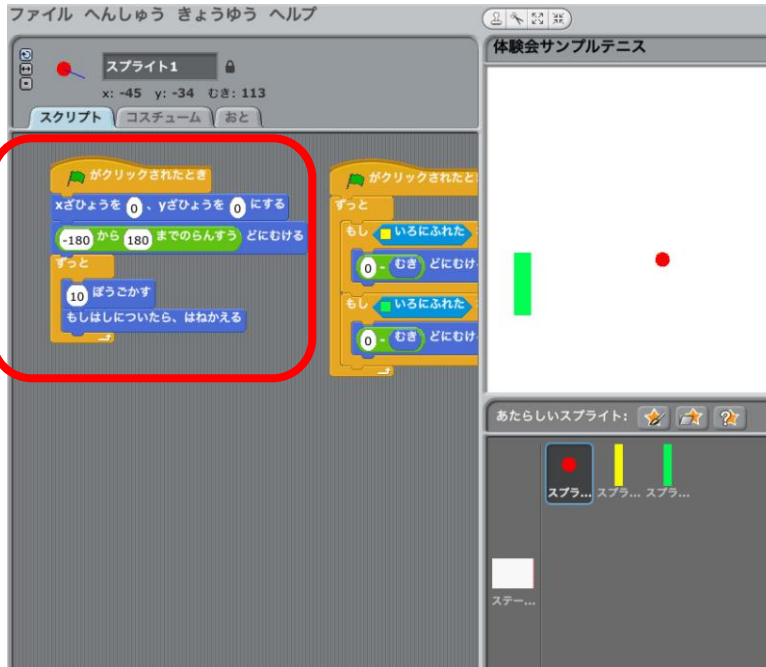 ファイル へんしゅう きょうゆう ヘルプ
スプライト1
x: -45 y: -34 むき: 113
スクリプト コスチューム おと
がクリックされたとき
xざひょうを 0 、yざひょうを 0 にする
-180 から 180 までのらんすう どにむける
ずっと
10 ぽうごかす
もしはしについたら、はねかえる
がクリックされたと
ずっと
もし いろにふれた
0 - むき どにむけ
もし いろにふれた
0 - むき どにむけ
体験会サンプルテニス
あたらしいスプライト:
スプラ... スプラ... スプラ...
ステー...